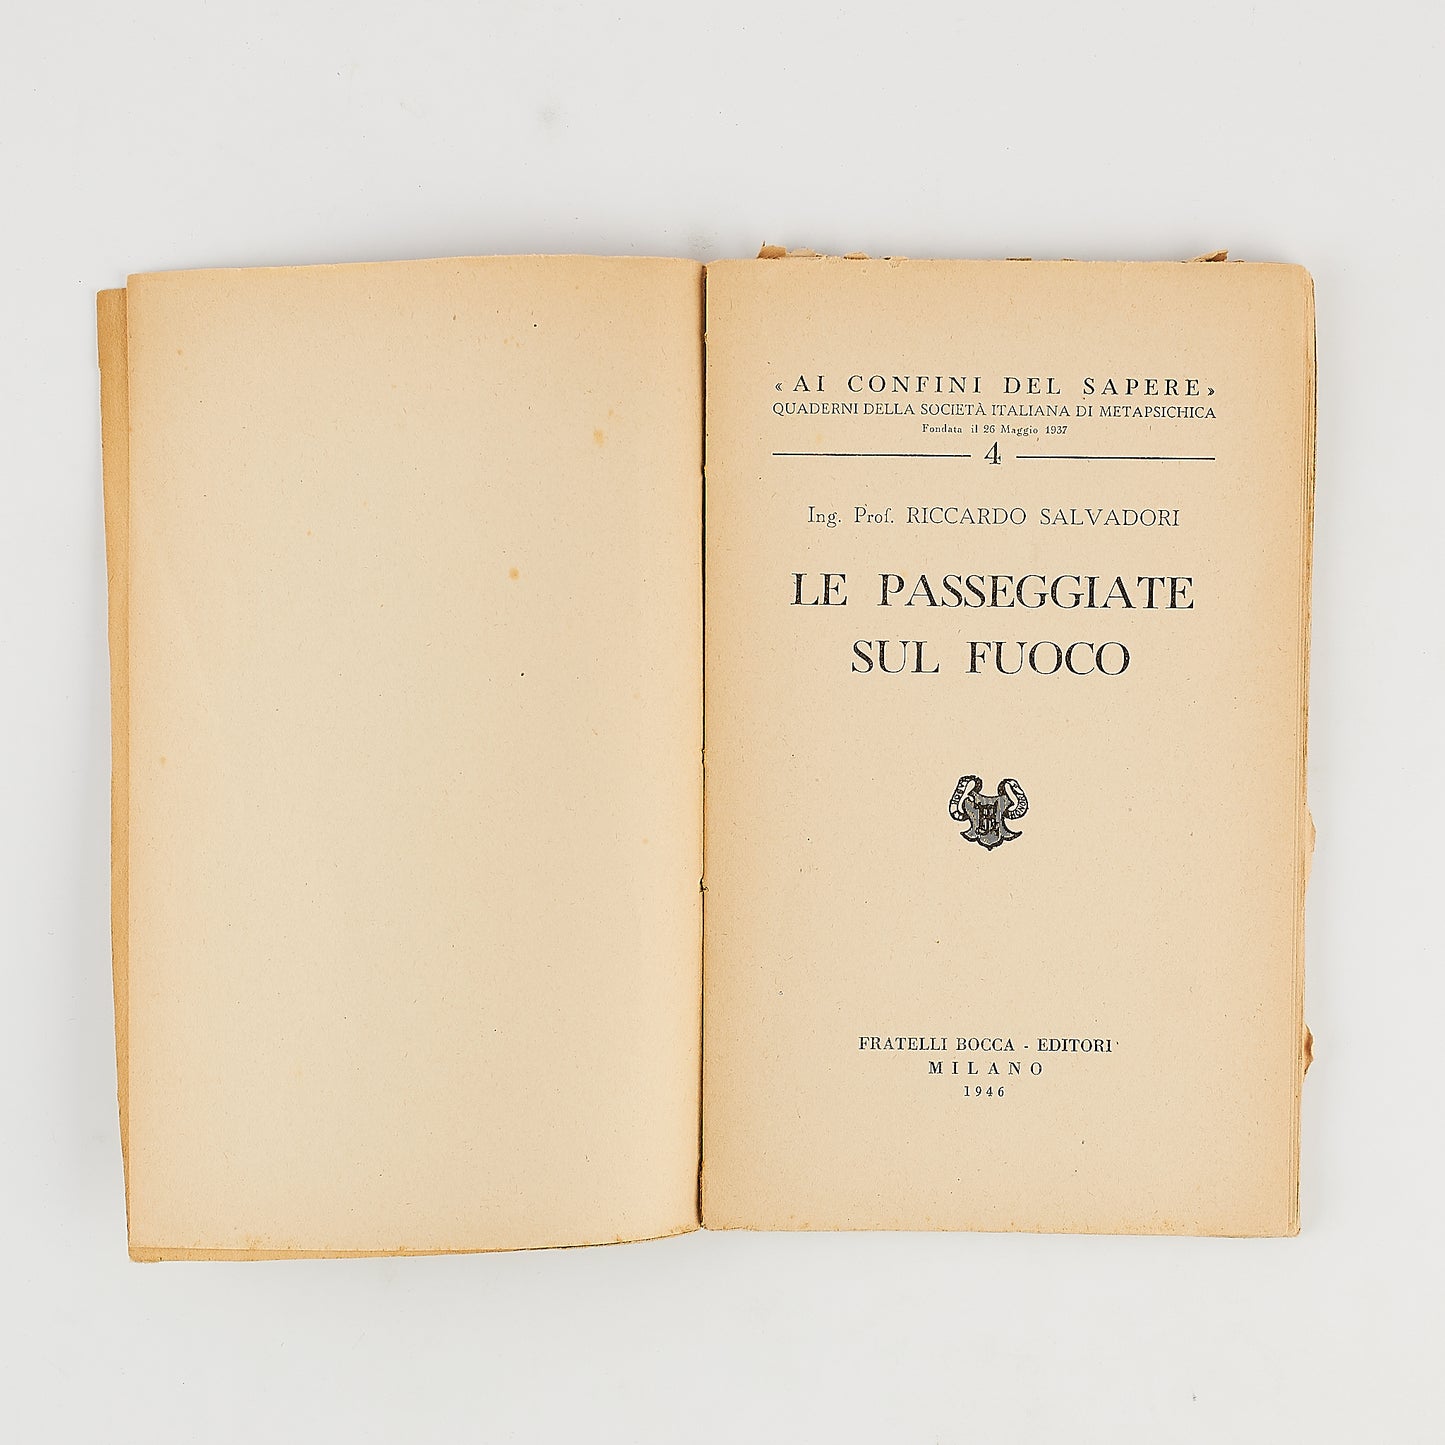 « AI CONFINI DEL SAPERE »
QUADERNI DELLA SOCIETÀ ITALIANA DI METAPSICHICA
Fondata il 26 Maggio 1937
4
Ing. Prof. RICCARDO SALVADORI
LE PASSEGGIATE
SUL FUOCO
FRATELLI BOCCA - EDITORI
MILANO
1946